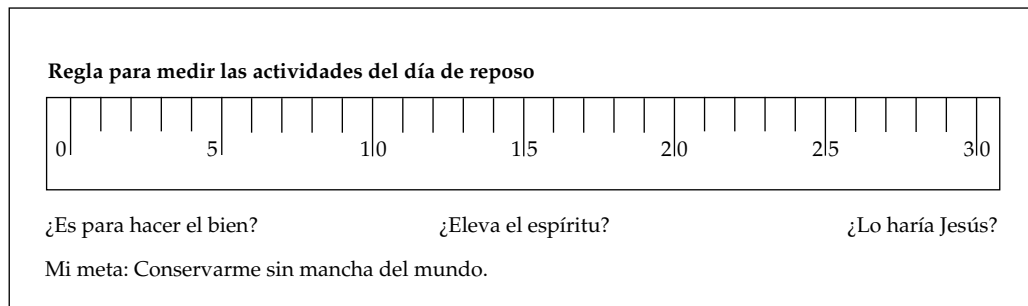 Regla para medir las actividades del día de reposo
0 5 10 15 20 25 30
¿Es para hacer el bien? ¿Eleva el espíritu? ¿Lo haría Jesús?
Mi meta: Conservarme sin mancha del mundo.